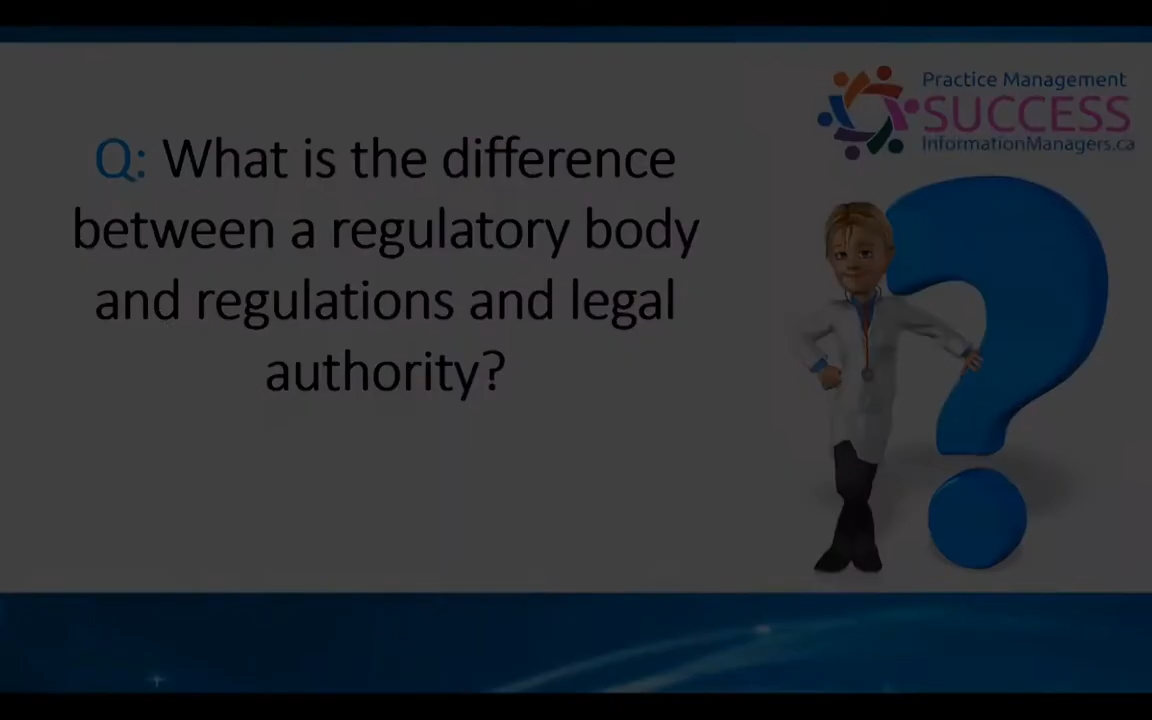 Practice Management
SUCCESS
InformationManagers.ca
Q: What is the difference
between a regulatory body
and regulations and legal
authority?